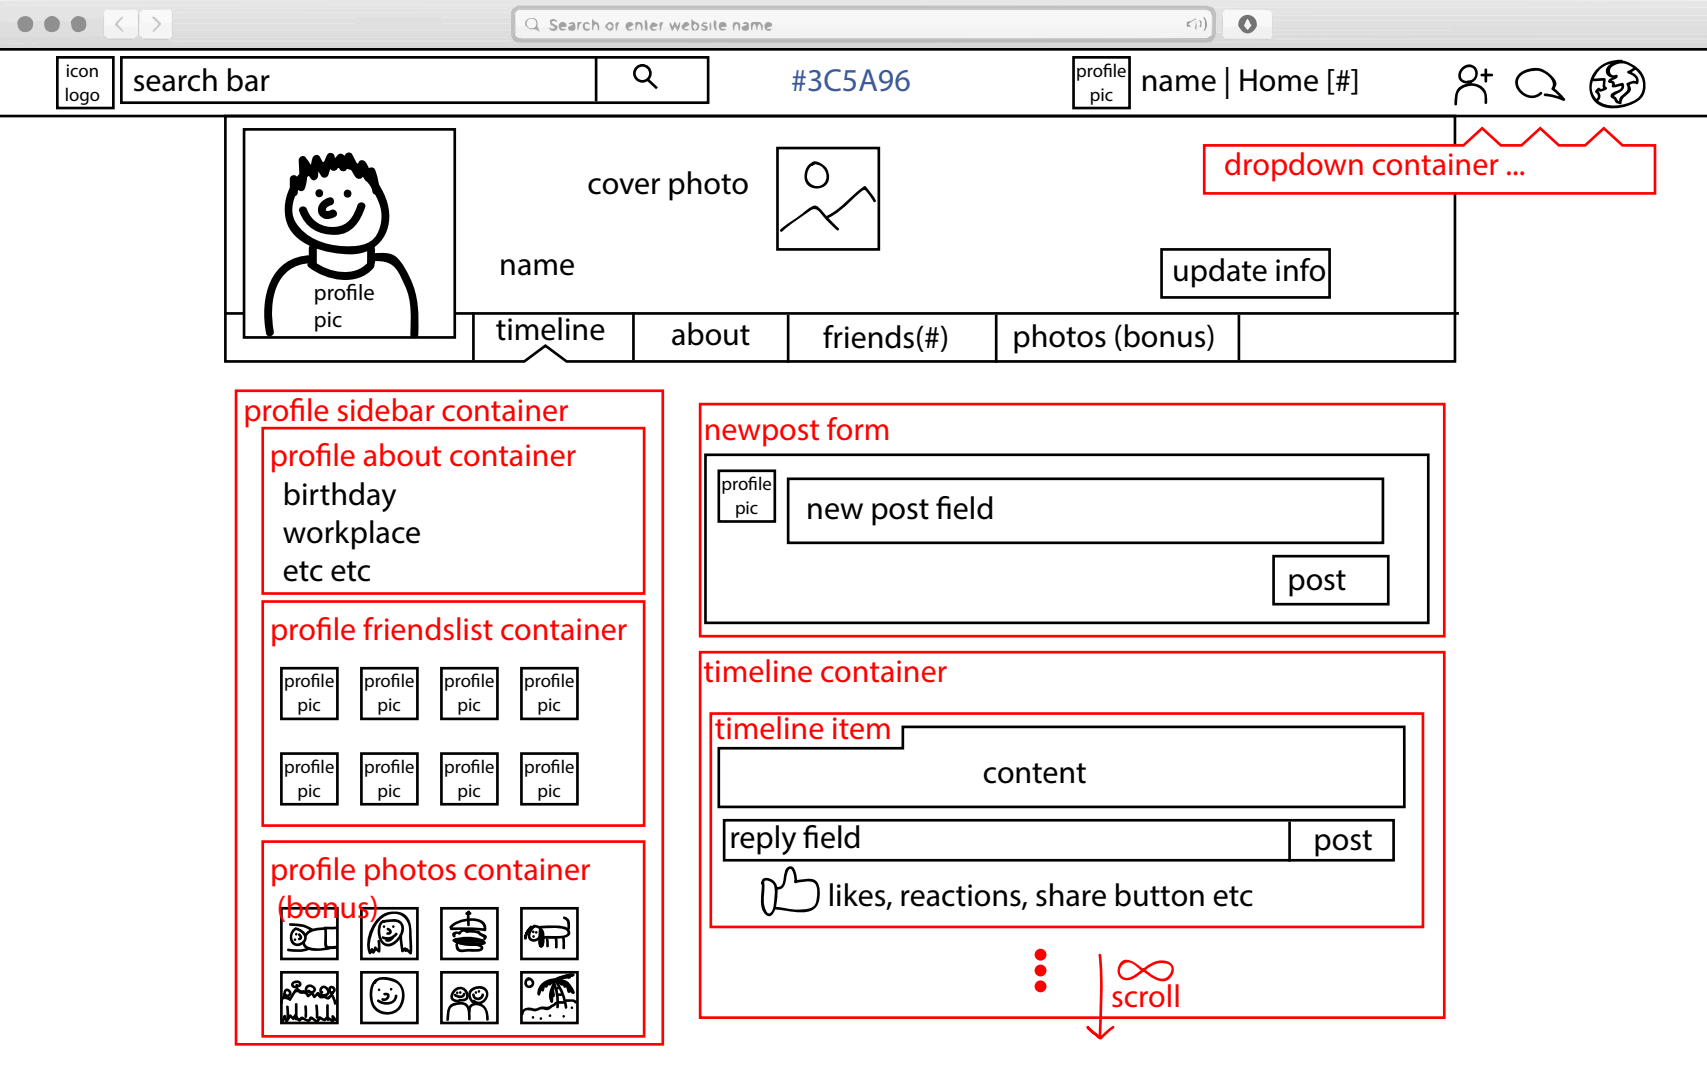 Search or enter website name
icon
logo
search bar
#3C5A96
profile
pic
name | Home [#]
dropdown container ...
cover photo
name
update info
profile
pic
timeline
about
friends(#)
photos (bonus)
profile sidebar container
profile about container
birthday
workplace
etc etc
profile friendslist container
profile
pic
profile
pic
profile
pic
profile
pic
profile
pic
profile
pic
profile
pic
profile
pic
profile photos container
(bonus)
newpost form
profile
pic
new post field
post
timeline container
timeline item
content
reply field
post
likes, reactions, share button etc
scroll